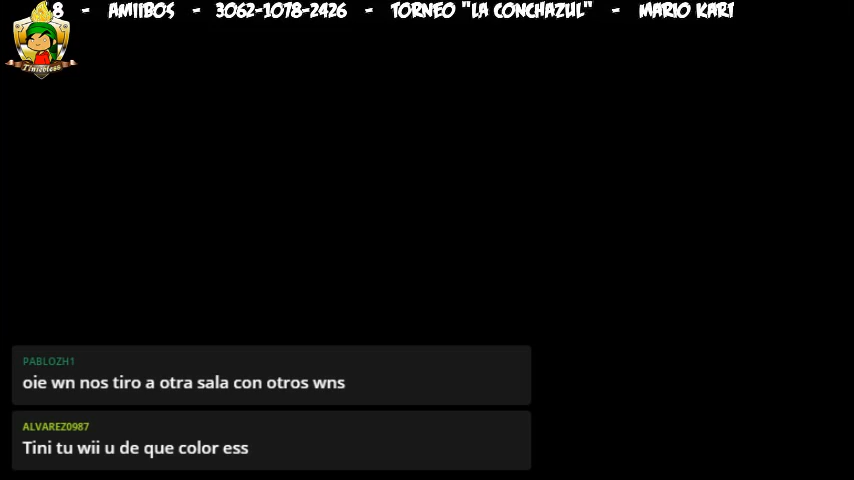 8 - AMIIBOS - 3062-1078-2426 - TORNEO "LA CONCHAZUL" - MARIO KART
Tiniebless
PABLOZH1
oie wn nos tiro a otra sala con otros wns
ALVAREZ0987
Tini tu wii u de que color ess